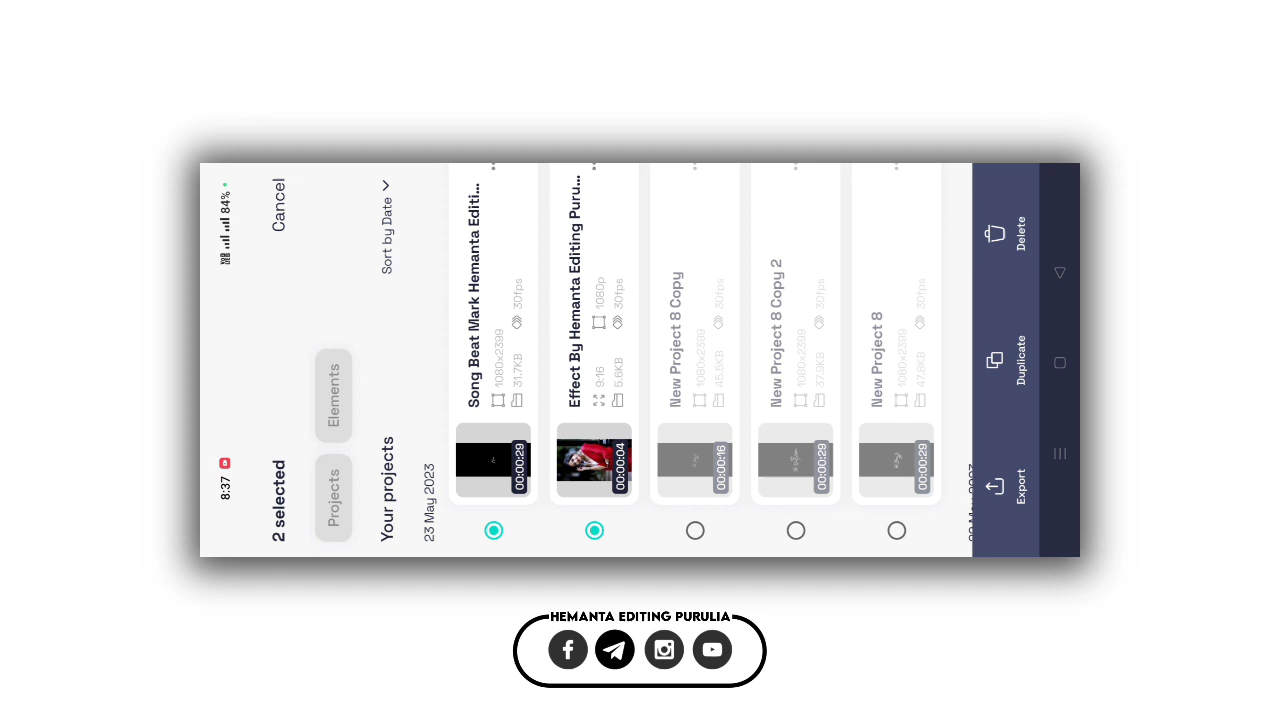 8:37
VoLTE 84%
2 selected
Cancel
Projects
Elements
Your projects
Sort by Date
23 May 2023
Song Beat Mark Hemanta Editi...
1080x2399
31.7KB 30fps
00:00:29
Effect By Hemanta Editing Puru...
9:16 1080p
5.6KB 30fps
00:00:04
New Project 8 Copy
1080x2399
45.5KB 30fps
00:00:16
New Project 8 Copy 2
1080x2399
37.9KB 30fps
00:00:29
New Project 8
1080x2399
47.8KB 30fps
00:00:29
Export
Duplicate
Delete
HEMANTA EDITING PURULIA